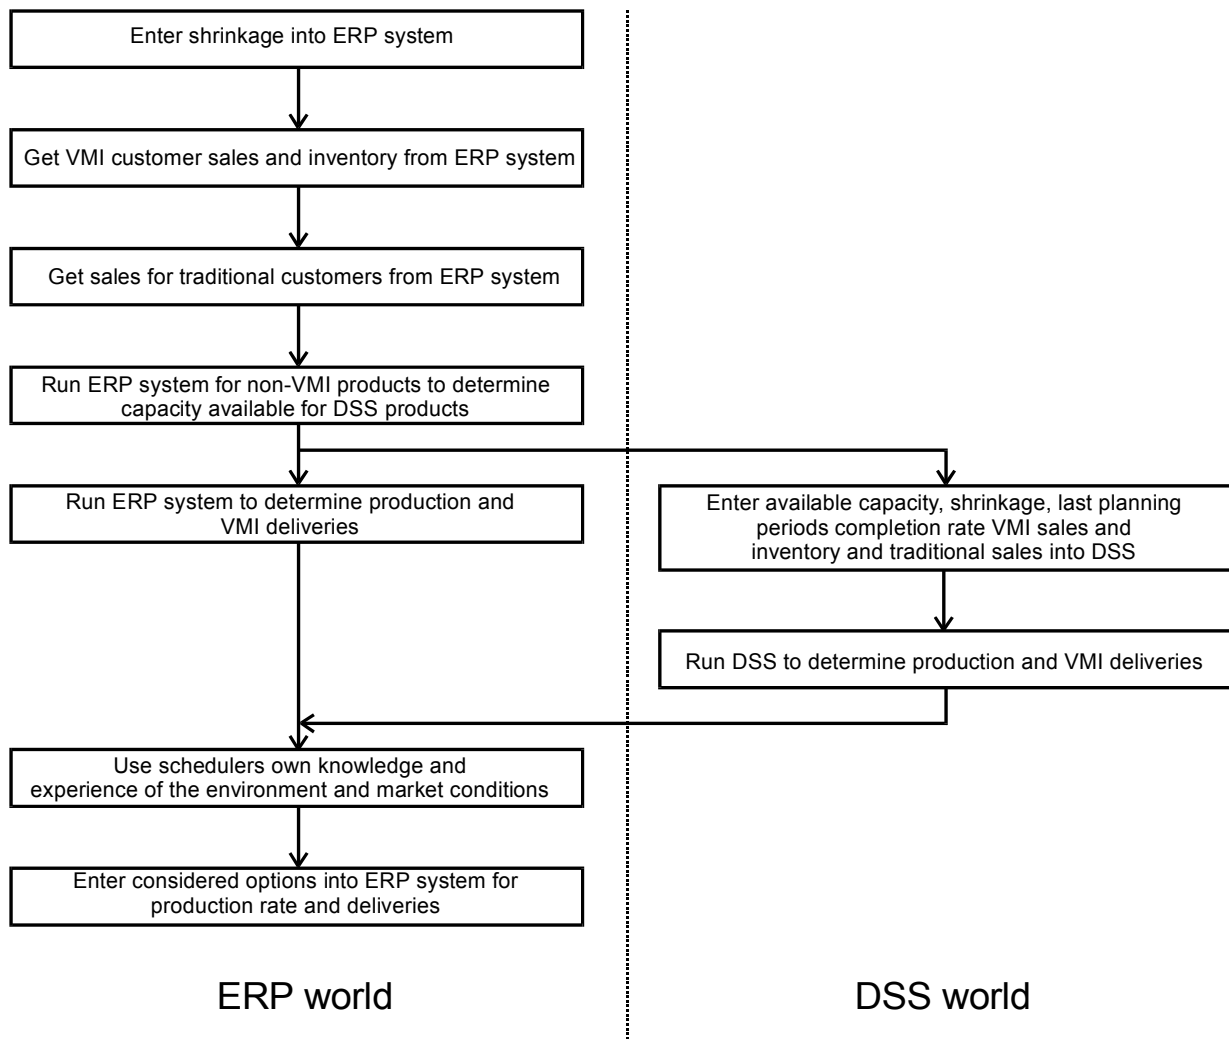 Enter shrinkage into ERP system
Get VMI customer sales and inventory from ERP system
Get sales for traditional customers from ERP system
Run ERP system for non-VMI products to determine
capacity available for DSS products
Run ERP system to determine production and
VMI deliveries
Enter available capacity, shrinkage, last planning
periods completion rate VMI sales and
inventory and traditional sales into DSS
Run DSS to determine production and VMI deliveries
Use schedulers own knowledge and
experience of the environment and market conditions
Enter considered options into ERP system for
production rate and deliveries
ERP world
DSS world